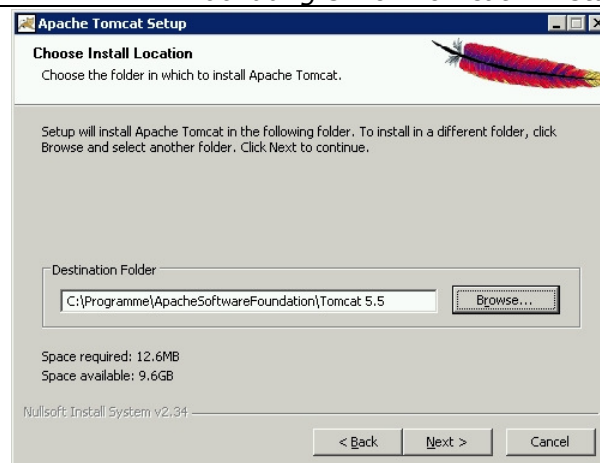 Apache Tomcat Setup
Choose Install Location
Choose the folder in which to install Apache Tomcat.
Setup will install Apache Tomcat in the following folder. To install in a different folder, click
Browse and select another folder. Click Next to continue.
Destination Folder
C:\Programme\ApacheSoftwareFoundation\Tomcat 5.5
Browse...
Space required: 12.6MB
Space available: 9.6GB
Nullsoft Install System v2.34
< Back
Next >
Cancel